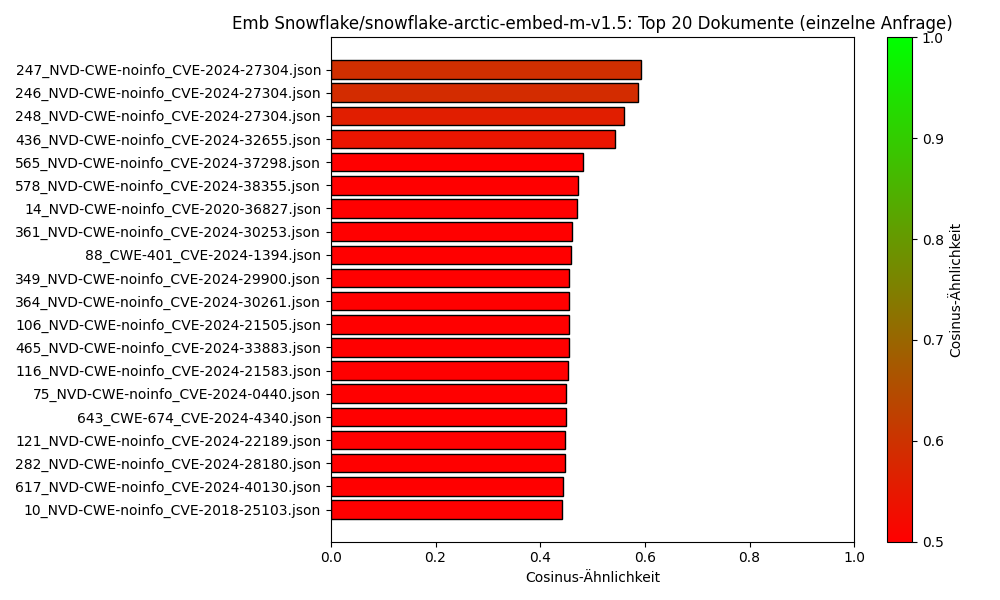 Emb Snowflake/snowflake-arctic-embed-m-v1.5: Top 20 Dokumente (einzelne Anfrage)
247_NVD-CWE-noinfo_CVE-2024-27304.json
246_NVD-CWE-noinfo_CVE-2024-27304.json
248_NVD-CWE-noinfo_CVE-2024-27304.json
436_NVD-CWE-noinfo_CVE-2024-32655.json
565_NVD-CWE-noinfo_CVE-2024-37298.json
578_NVD-CWE-noinfo_CVE-2024-38355.json
14_NVD-CWE-noinfo_CVE-2020-36827.json
361_NVD-CWE-noinfo_CVE-2024-30253.json
88_CWE-401_CVE-2024-1394.json
349_NVD-CWE-noinfo_CVE-2024-29900.json
364_NVD-CWE-noinfo_CVE-2024-30261.json
106_NVD-CWE-noinfo_CVE-2024-21505.json
465_NVD-CWE-noinfo_CVE-2024-33883.json
116_NVD-CWE-noinfo_CVE-2024-21583.json
75_NVD-CWE-noinfo_CVE-2024-0440.json
643_CWE-674_CVE-2024-4340.json
121_NVD-CWE-noinfo_CVE-2024-22189.json
282_NVD-CWE-noinfo_CVE-2024-28180.json
617_NVD-CWE-noinfo_CVE-2024-40130.json
10_NVD-CWE-noinfo_CVE-2018-25103.json
0.0 0.2 0.4 0.6 0.8 1.0
Cosinus-Ähnlichkeit
1.0
0.9
0.8
0.7
0.6
0.5
Cosinus-Ähnlichkeit